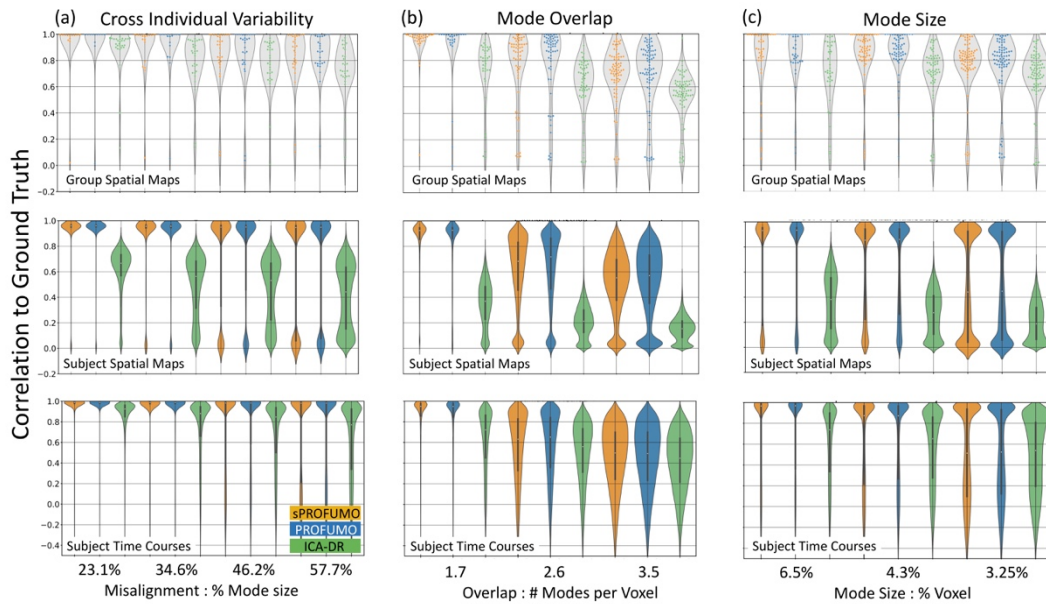 (a) Cross Individual Variability
(b) Mode Overlap
(c) Mode Size
Correlation to Ground Truth
1.0
0.8
0.6
0.4
0.2
0.0
−0.2
Group Spatial Maps
Group Spatial Maps
Group Spatial Maps
1.0
0.8
0.6
0.4
0.2
0.0
−0.2
Subject Spatial Maps
Subject Spatial Maps
Subject Spatial Maps
1.0
0.8
0.6
0.4
0.2
0.0
−0.2
−0.4
sPROFUMO
PROFUMO
ICA-DR
Subject Time Courses
Subject Time Courses
Subject Time Courses
23.1% 34.6% 46.2% 57.7%
1.7 2.6 3.5
6.5% 4.3% 3.25%
Misalignment : % Mode size
Overlap : # Modes per Voxel
Mode Size : % Voxel